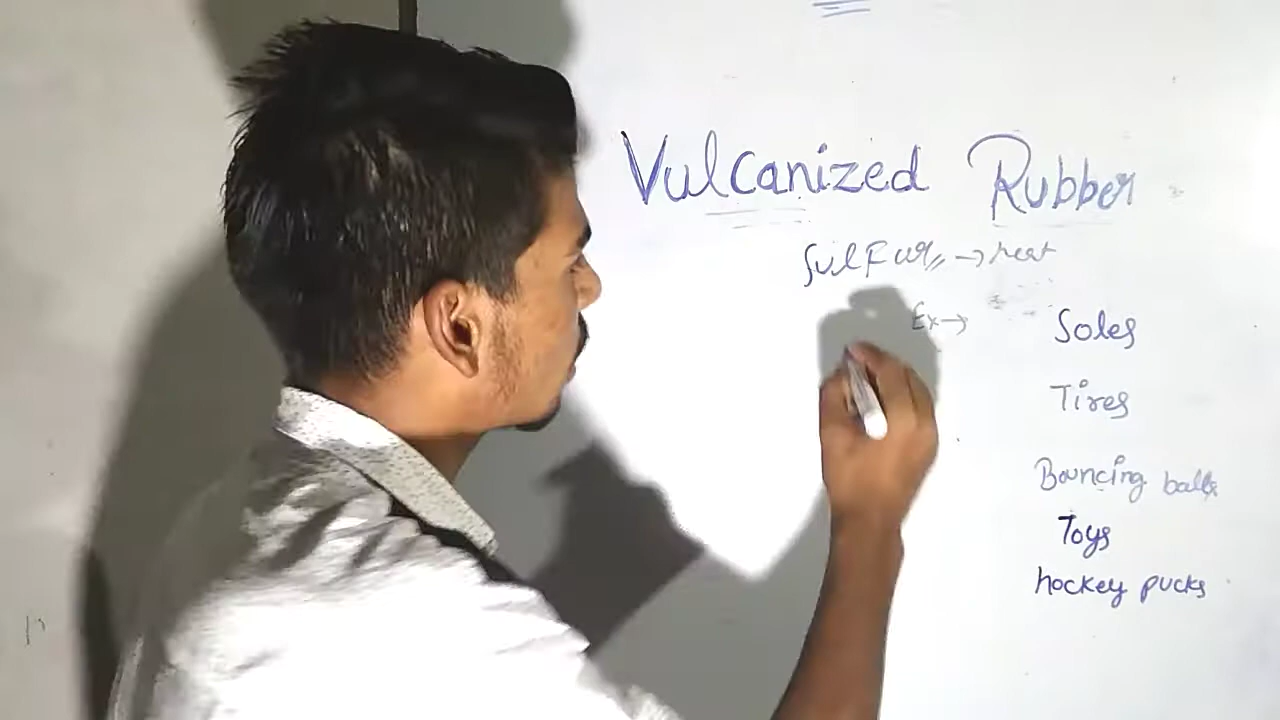 Vulcanized Rubber
Sulfur → heat
Ex → Soles
Tires
Bouncing balls
Toys
hockey pucks